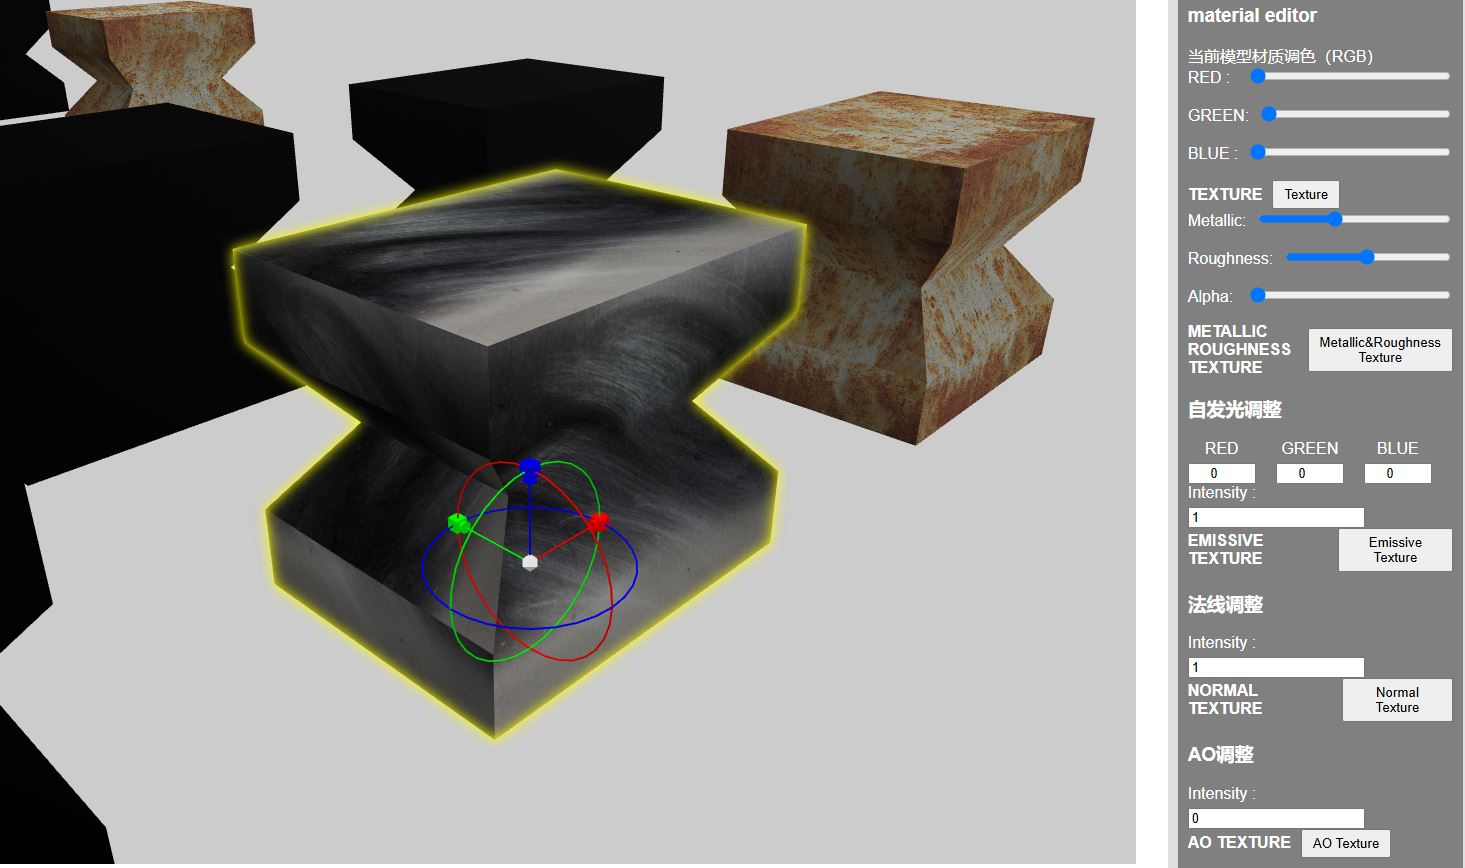 material editor
当前模型材质调色（RGB）
RED :
GREEN:
BLUE :
TEXTURE Texture
Metallic:
Roughness:
Alpha:
METALLIC
ROUGHNESS
TEXTURE
Metallic&Roughness
Texture
自发光调整
RED GREEN BLUE
0 0 0
Intensity :
1
EMISSIVE
TEXTURE
Emissive
Texture
法线调整
Intensity :
1
NORMAL
TEXTURE
Normal
Texture
AO调整
Intensity :
0
AO TEXTURE AO Texture